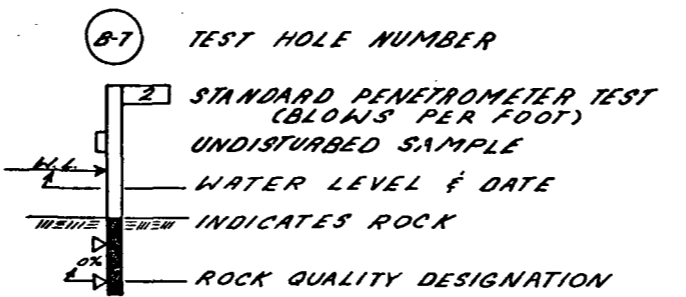 B-7 TEST HOLE NUMBER
2 STANDARD PENETROMETER TEST
(BLOWS PER FOOT)
UNDISTURBED SAMPLE
W.L.
WATER LEVEL & DATE
INDICATES ROCK
0%
ROCK QUALITY DESIGNATION